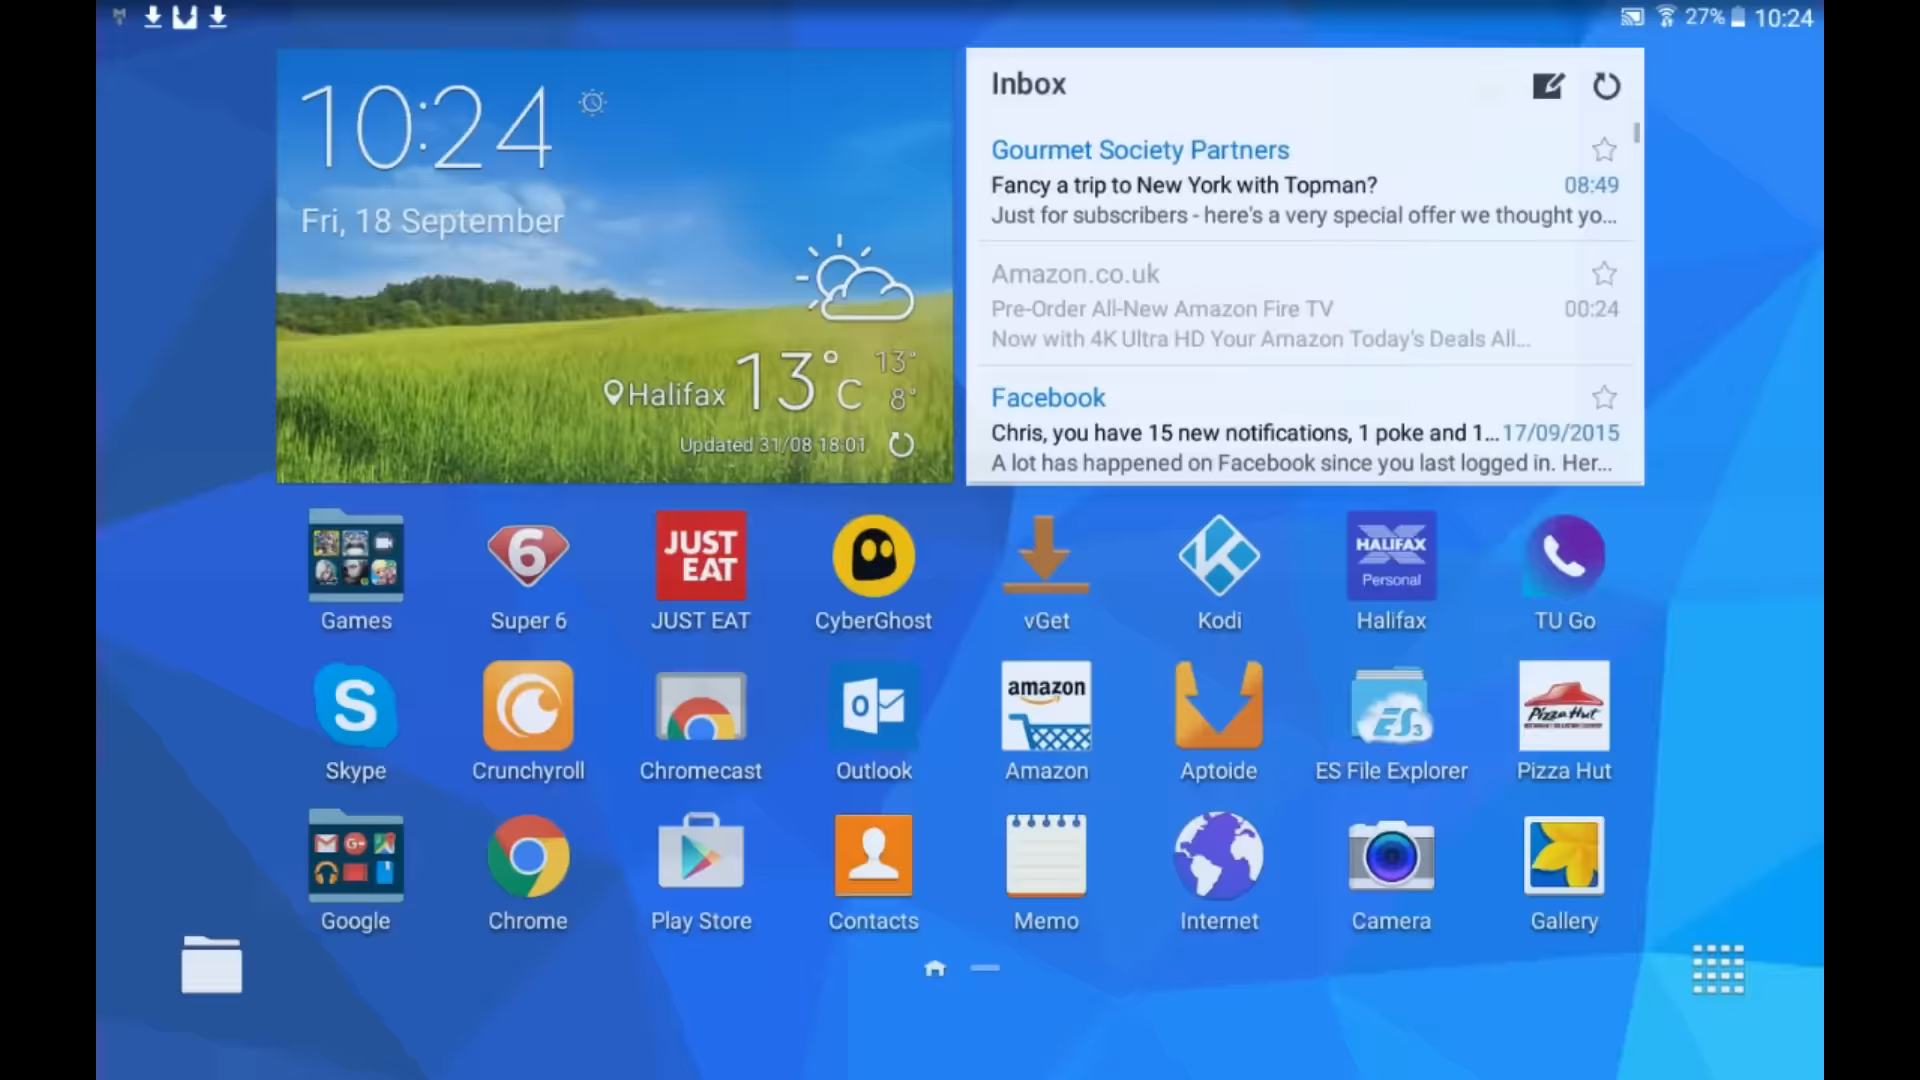 27% 10:24
10:24
Fri, 18 September
Halifax 13°C 13° 8°
Updated 31/08 18:01
Inbox
Gourmet Society Partners
Fancy a trip to New York with Topman? 08:49
Just for subscribers - here's a very special offer we thought yo...
Amazon.co.uk
Pre-Order All-New Amazon Fire TV 00:24
Now with 4K Ultra HD Your Amazon Today's Deals All...
Facebook
Chris, you have 15 new notifications, 1 poke and 1... 17/09/2015
A lot has happened on Facebook since you last logged in. Her...
6
JUST
EAT
HALIFAX
Personal
Games Super 6 JUST EAT CyberGhost vGet Kodi Halifax TU Go
S
O
amazon
ES3
Pizza Hut
Skype Crunchyroll Chromecast Outlook Amazon Aptoide ES File Explorer Pizza Hut
G+
Google Chrome Play Store Contacts Memo Internet Camera Gallery